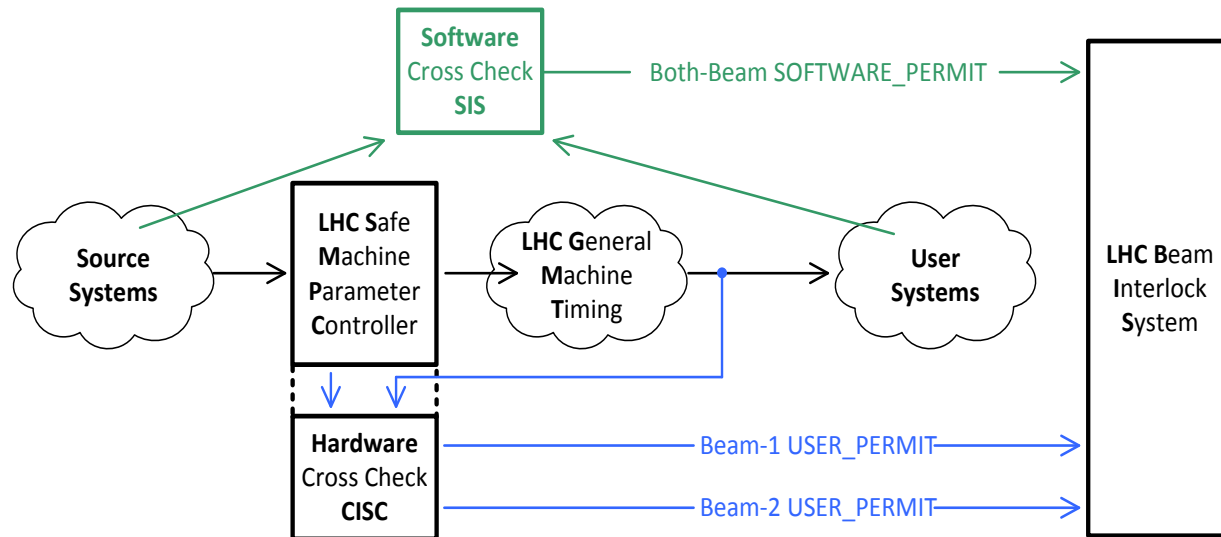 Software
Cross Check
SIS
Both-Beam SOFTWARE_PERMIT
Source
Systems
LHC Safe
Machine
Parameter
Controller
LHC General
Machine
Timing
User
Systems
LHC Beam
Interlock
System
Hardware
Cross Check
CISC
Beam-1 USER_PERMIT
Beam-2 USER_PERMIT